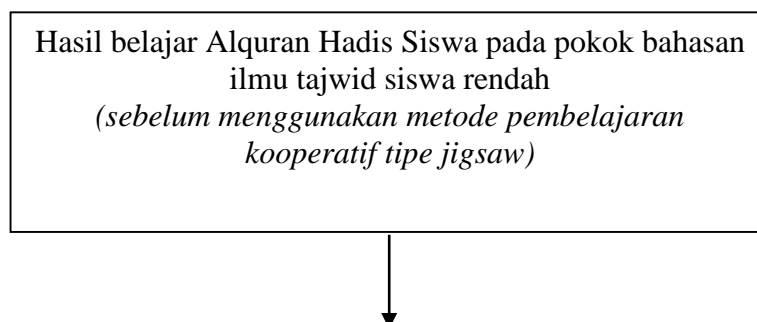 Hasil belajar Alquran Hadis Siswa pada pokok bahasan
ilmu tajwid siswa rendah
(sebelum menggunakan metode pembelajaran
kooperatif tipe jigsaw)